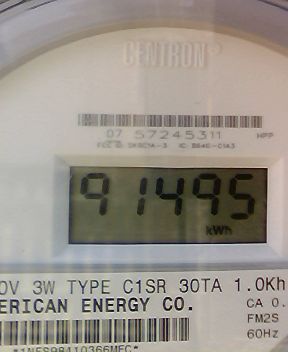 CENTRON®
07 57245311 HPP
91495
kWh
0V 3W TYPE C1SR 30TA 1.0Kh
ERICAN ENERGY CO.
CA 0.
FM2S
60Hz